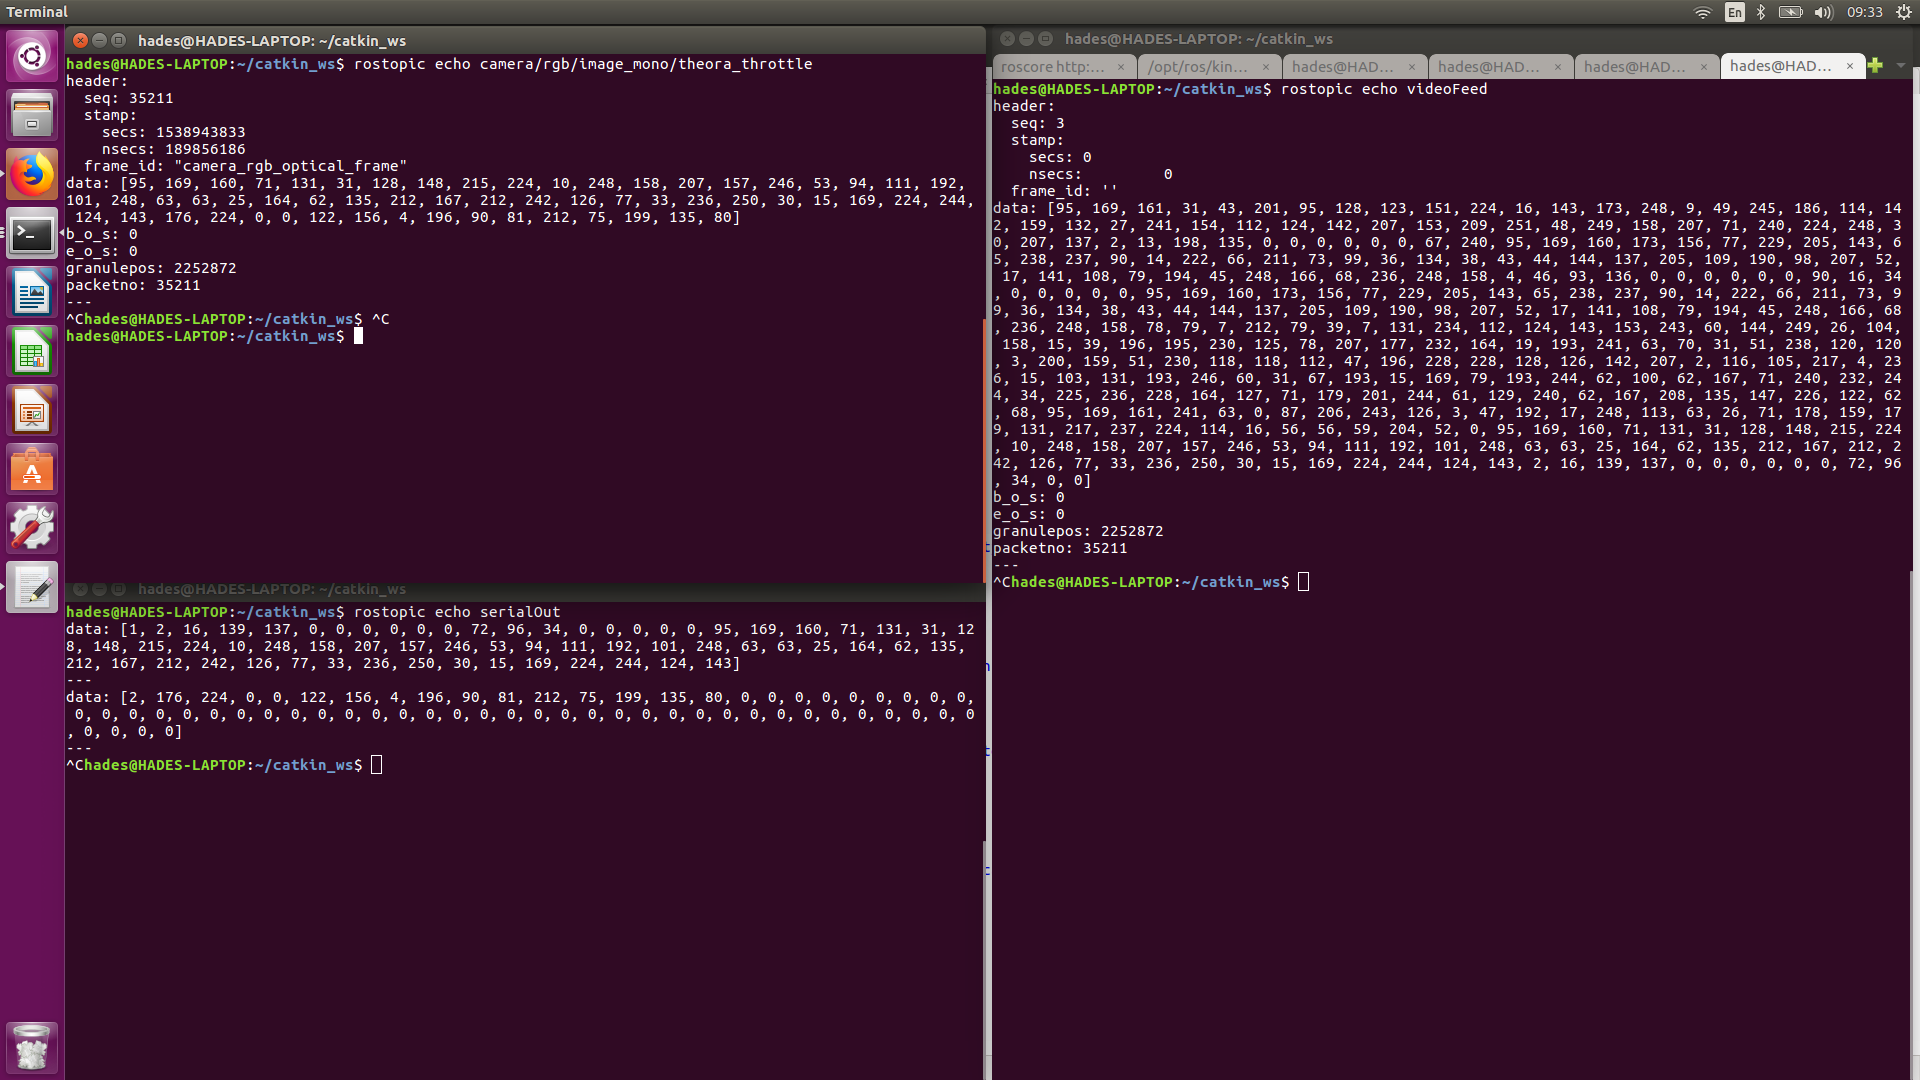 Terminal
En
09:33
hades@HADES-LAPTOP: ~/catkin_ws
hades@HADES-LAPTOP:~/catkin_ws$ rostopic echo camera/rgb/image_mono/theora_throttle
header:
  seq: 35211
  stamp:
    secs: 1538943833
    nsecs: 189856186
  frame_id: "camera_rgb_optical_frame"
data: [95, 169, 160, 71, 131, 31, 128, 148, 215, 224, 10, 248, 158, 207, 157, 246, 53, 94, 111, 192,
101, 248, 63, 63, 25, 164, 62, 135, 212, 167, 212, 242, 126, 77, 33, 236, 250, 30, 15, 169, 224, 244,
 124, 143, 176, 224, 0, 0, 122, 156, 4, 196, 90, 81, 212, 75, 199, 135, 80]
b_o_s: 0
e_o_s: 0
granulepos: 2252872
packetno: 35211
---
^Chades@HADES-LAPTOP:~/catkin_ws$ ^C
hades@HADES-LAPTOP:~/catkin_ws$
hades@HADES-LAPTOP: ~/catkin_ws
hades@HADES-LAPTOP:~/catkin_ws$ rostopic echo serialOut
data: [1, 2, 16, 139, 137, 0, 0, 0, 0, 0, 0, 72, 96, 34, 0, 0, 0, 0, 0, 95, 169, 160, 71, 131, 31, 12
8, 148, 215, 224, 10, 248, 158, 207, 157, 246, 53, 94, 111, 192, 101, 248, 63, 63, 25, 164, 62, 135,
212, 167, 212, 242, 126, 77, 33, 236, 250, 30, 15, 169, 224, 244, 124, 143]
---
data: [2, 176, 224, 0, 0, 122, 156, 4, 196, 90, 81, 212, 75, 199, 135, 80, 0, 0, 0, 0, 0, 0, 0, 0, 0,
 0, 0, 0, 0, 0, 0, 0, 0, 0, 0, 0, 0, 0, 0, 0, 0, 0, 0, 0, 0, 0, 0, 0, 0, 0, 0, 0, 0, 0, 0, 0, 0, 0, 0
, 0, 0, 0, 0]
---
^Chades@HADES-LAPTOP:~/catkin_ws$
hades@HADES-LAPTOP: ~/catkin_ws
roscore http:... × /opt/ros/kin... × hades@HAD... × hades@HAD... × hades@HAD... × hades@HAD... ×
hades@HADES-LAPTOP:~/catkin_ws$ rostopic echo videoFeed
header:
  seq: 3
  stamp:
    secs: 0
    nsecs:         0
  frame_id: ''
data: [95, 169, 161, 31, 43, 201, 95, 128, 123, 151, 224, 16, 143, 173, 248, 9, 49, 245, 186, 114, 14
2, 159, 132, 27, 241, 154, 112, 124, 142, 207, 153, 209, 251, 48, 249, 158, 207, 71, 240, 224, 248, 3
0, 207, 137, 2, 13, 198, 135, 0, 0, 0, 0, 0, 0, 67, 240, 95, 169, 160, 173, 156, 77, 229, 205, 143, 6
5, 238, 237, 90, 14, 222, 66, 211, 73, 99, 36, 134, 38, 43, 44, 144, 137, 205, 109, 190, 98, 207, 52,
 17, 141, 108, 79, 194, 45, 248, 166, 68, 236, 248, 158, 4, 46, 93, 136, 0, 0, 0, 0, 0, 0, 90, 16, 34
, 0, 0, 0, 0, 0, 95, 169, 160, 173, 156, 77, 229, 205, 143, 65, 238, 237, 90, 14, 222, 66, 211, 73, 9
9, 36, 134, 38, 43, 44, 144, 137, 205, 109, 190, 98, 207, 52, 17, 141, 108, 79, 194, 45, 248, 166, 68
, 236, 248, 158, 78, 79, 7, 212, 79, 39, 7, 131, 234, 112, 124, 143, 153, 243, 60, 144, 249, 26, 104,
 158, 15, 39, 196, 195, 230, 125, 78, 207, 177, 232, 164, 19, 193, 241, 63, 70, 31, 51, 238, 120, 120
, 3, 200, 159, 51, 230, 118, 118, 112, 47, 196, 228, 228, 128, 126, 142, 207, 2, 116, 105, 217, 4, 23
6, 15, 103, 131, 193, 246, 60, 31, 67, 193, 15, 169, 79, 193, 244, 62, 100, 62, 167, 71, 240, 232, 24
4, 34, 225, 236, 228, 164, 127, 71, 179, 201, 244, 61, 129, 240, 62, 167, 208, 135, 147, 226, 122, 62
, 68, 95, 169, 161, 241, 63, 0, 87, 206, 243, 126, 3, 47, 192, 17, 248, 113, 63, 26, 71, 178, 159, 17
9, 131, 217, 237, 224, 114, 16, 56, 56, 59, 204, 52, 0, 95, 169, 160, 71, 131, 31, 128, 148, 215, 224
, 10, 248, 158, 207, 157, 246, 53, 94, 111, 192, 101, 248, 63, 63, 25, 164, 62, 135, 212, 167, 212, 2
42, 126, 77, 33, 236, 250, 30, 15, 169, 224, 244, 124, 143, 2, 16, 139, 137, 0, 0, 0, 0, 0, 0, 72, 96
, 34, 0, 0]
b_o_s: 0
e_o_s: 0
granulepos: 2252872
packetno: 35211
---
^Chades@HADES-LAPTOP:~/catkin_ws$